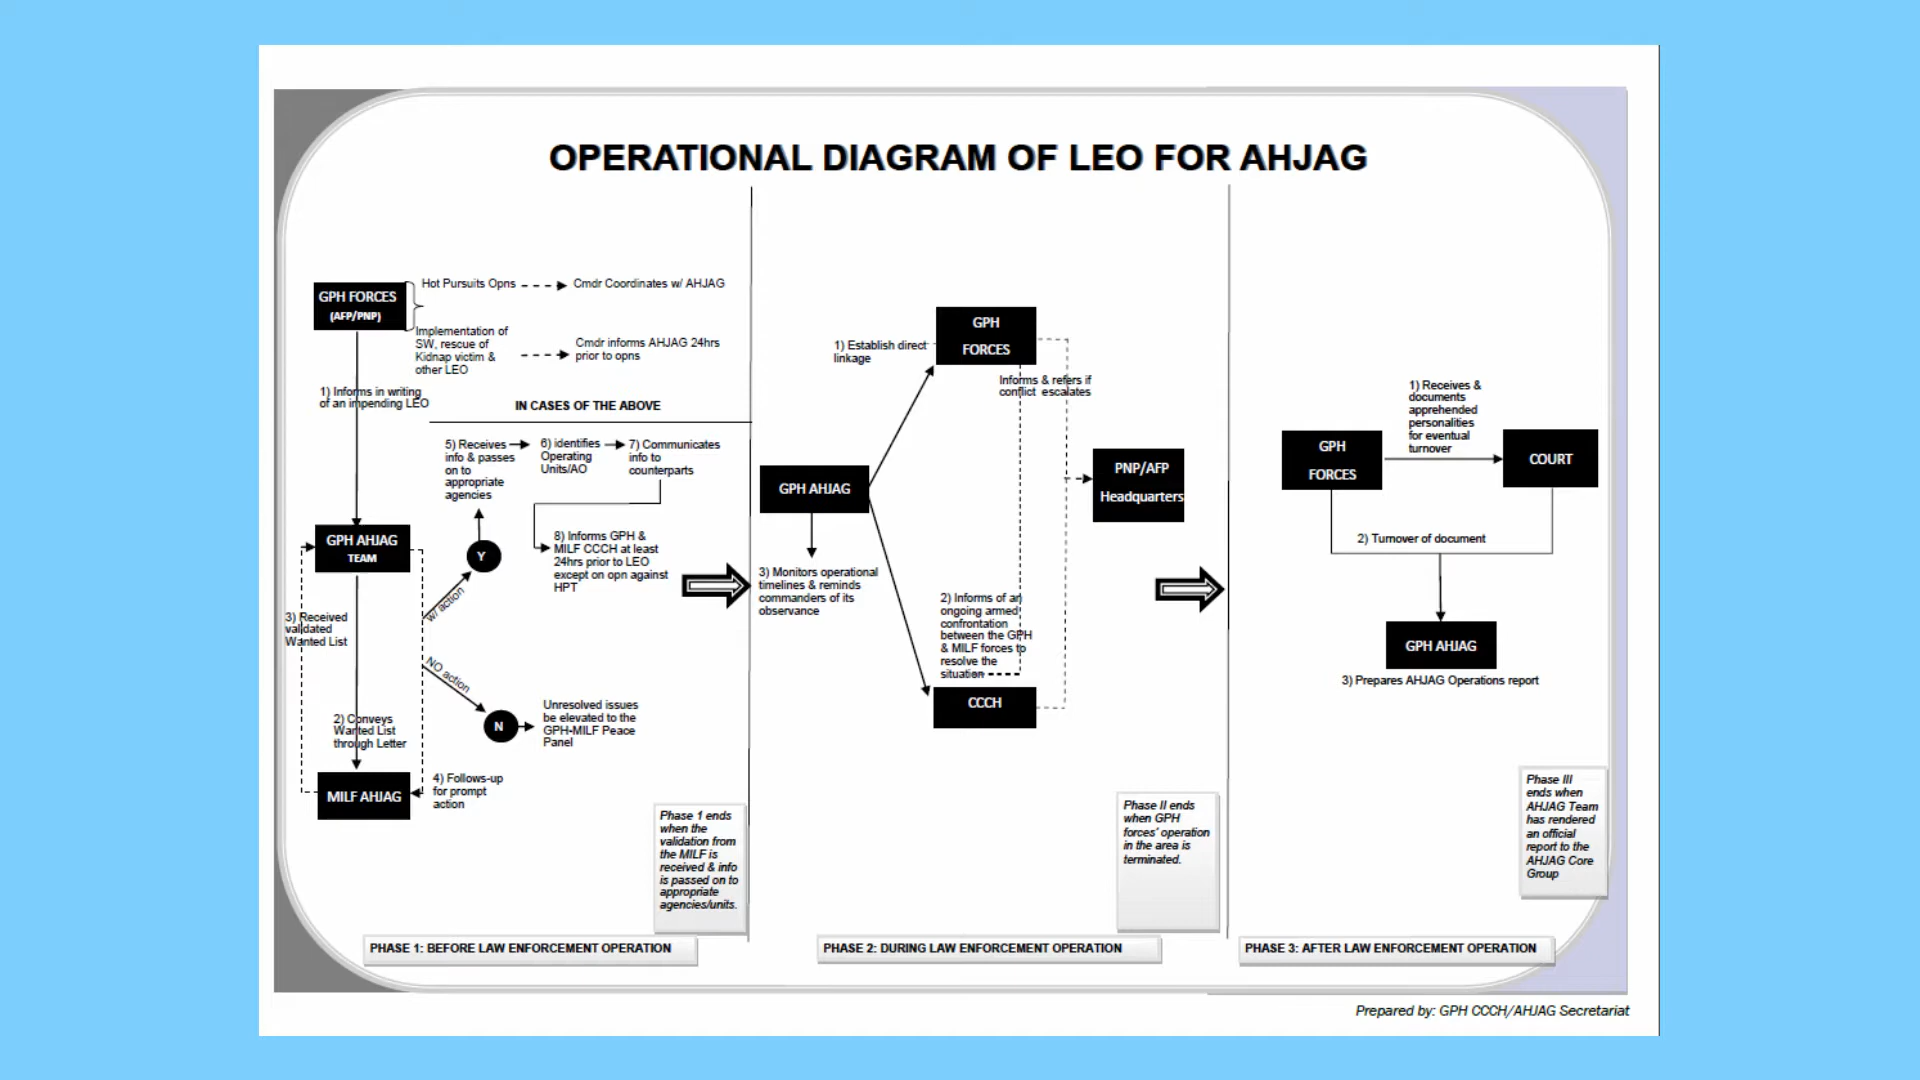 OPERATIONAL DIAGRAM OF LEO FOR AHJAG
GPH FORCES
(AFP/PNP)
Hot Pursuits Opns
Cmdr Coordinates w/ AHJAG
Implementation of
SW, rescue of
Kidnap victim &
other LEO
Cmdr informs AHJAG 24hrs
prior to opns
1) Informs in writing
of an impending LEO
IN CASES OF THE ABOVE
5) Receives
info & passes
on to
appropriate
agencies
6) identifies
Operating
Units/AO
7) Communicates
info to
counterparts
8) Informs GPH &
MILF CCCH at least
24hrs prior to LEO
except on opn against
HPT
GPH AHJAG
TEAM
Y
w/ action
3) Received
validated
Wanted List
NO action
N
Unresolved issues
be elevated to the
GPH-MILF Peace
Panel
2) Conveys
Wanted List
through Letter
MILF AHJAG
4) Follows-up
for prompt
action
Phase 1 ends
when the
validation from
the MILF is
received & info
is passed on to
appropriate
agencies/units.
PHASE 1: BEFORE LAW ENFORCEMENT OPERATION
GPH
FORCES
1) Establish direct
linkage
Informs & refers if
conflict escalates
GPH AHJAG
PNP/AFP
Headquarters
3) Monitors operational
timelines & reminds
commanders of its
observance
2) Informs of an
ongoing armed
confrontation
between the GPH
& MILF forces to
resolve the
situation
CCCH
Phase II ends
when GPH
forces' operation
in the area is
terminated.
PHASE 2: DURING LAW ENFORCEMENT OPERATION
1) Receives &
documents
apprehended
personalities
for eventual
turnover
GPH
FORCES
COURT
2) Turnover of document
GPH AHJAG
3) Prepares AHJAG Operations report
Phase III
ends when
AHJAG Team
has rendered
an official
report to the
AHJAG Core
Group
PHASE 3: AFTER LAW ENFORCEMENT OPERATION
Prepared by: GPH CCCH/AHJAG Secretariat